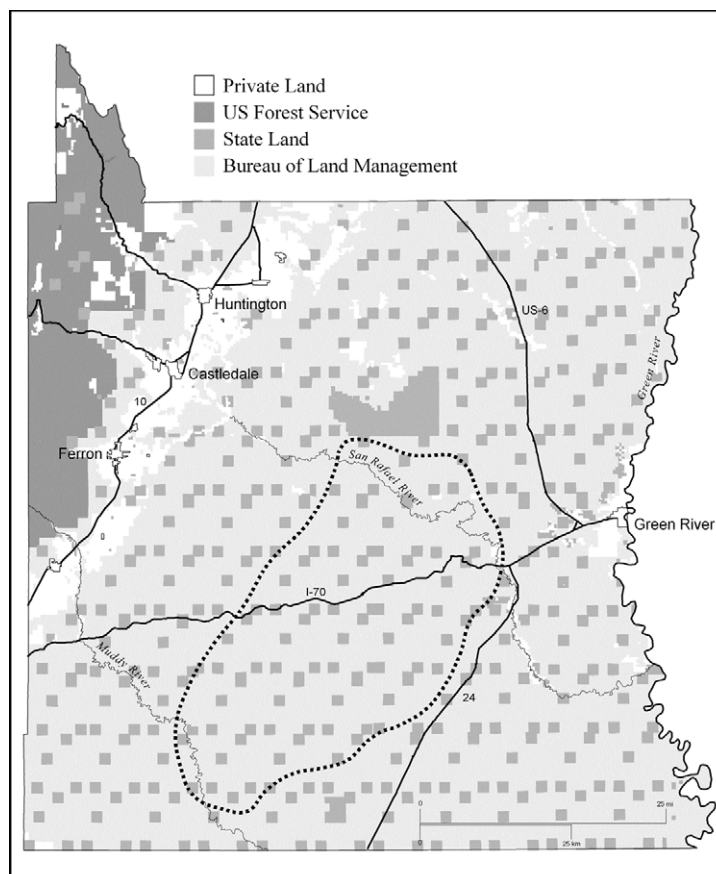 Private Land
US Forest Service
State Land
Bureau of Land Management
Huntington
US-6
Green River
Castledale
10
Ferron
San Rafael River
Green River
I-70
Muddy River
24
0
25 mi
25 km